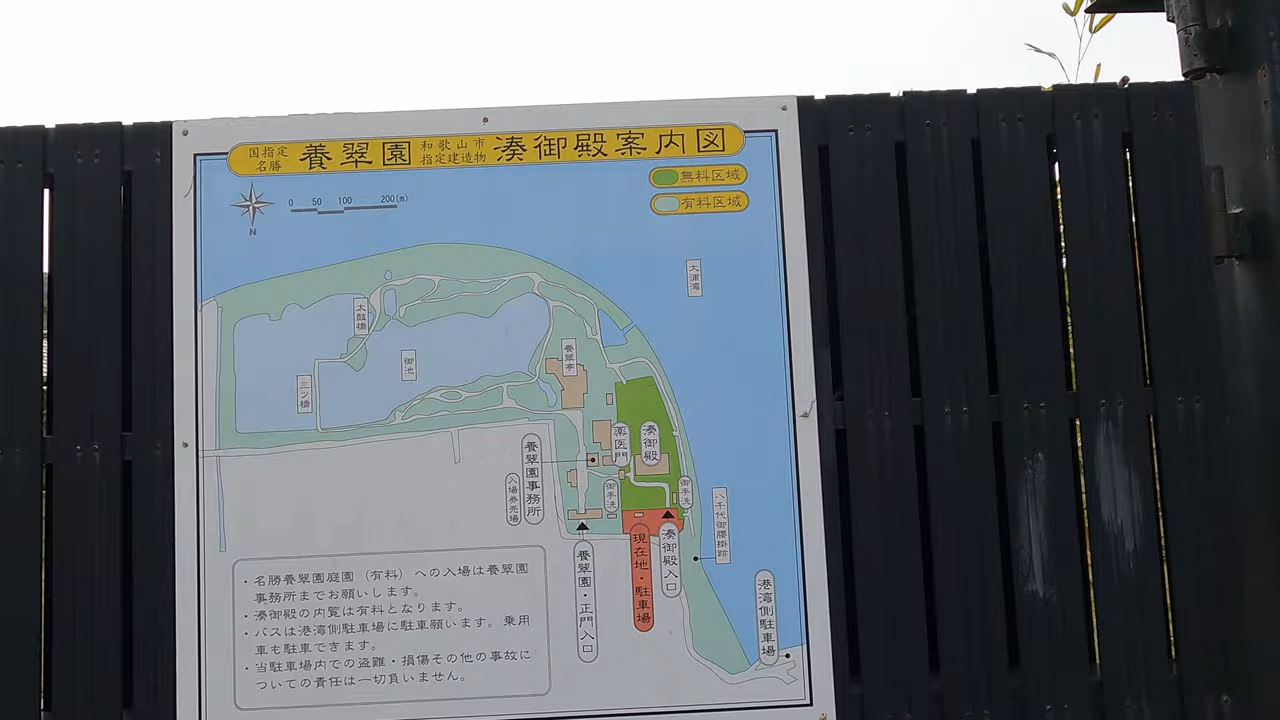 国指定
名勝
養翠園
和歌山市
指定建造物
湊御殿案内図
無料区域
有料区域
0 50 100 200(m)
N
大浦湾
太鼓橋
御池
三ツ橋
養翠亭
薬医門
湊御殿
養翠園事務所
入場券売場
御手洗
御手洗
八千代御腰掛跡
湊御殿入口
現在地・駐車場
養翠園・正門入口
港湾側駐車場
・名勝養翠園庭園（有料）への入場は養翠園
事務所までお願いします。
・湊御殿の内覧は有料となります。
・バスは港湾側駐車場に駐車願います。乗用
車も駐車できます。
・当駐車場内での盗難・損傷その他の事故に
ついての責任は一切負いません。